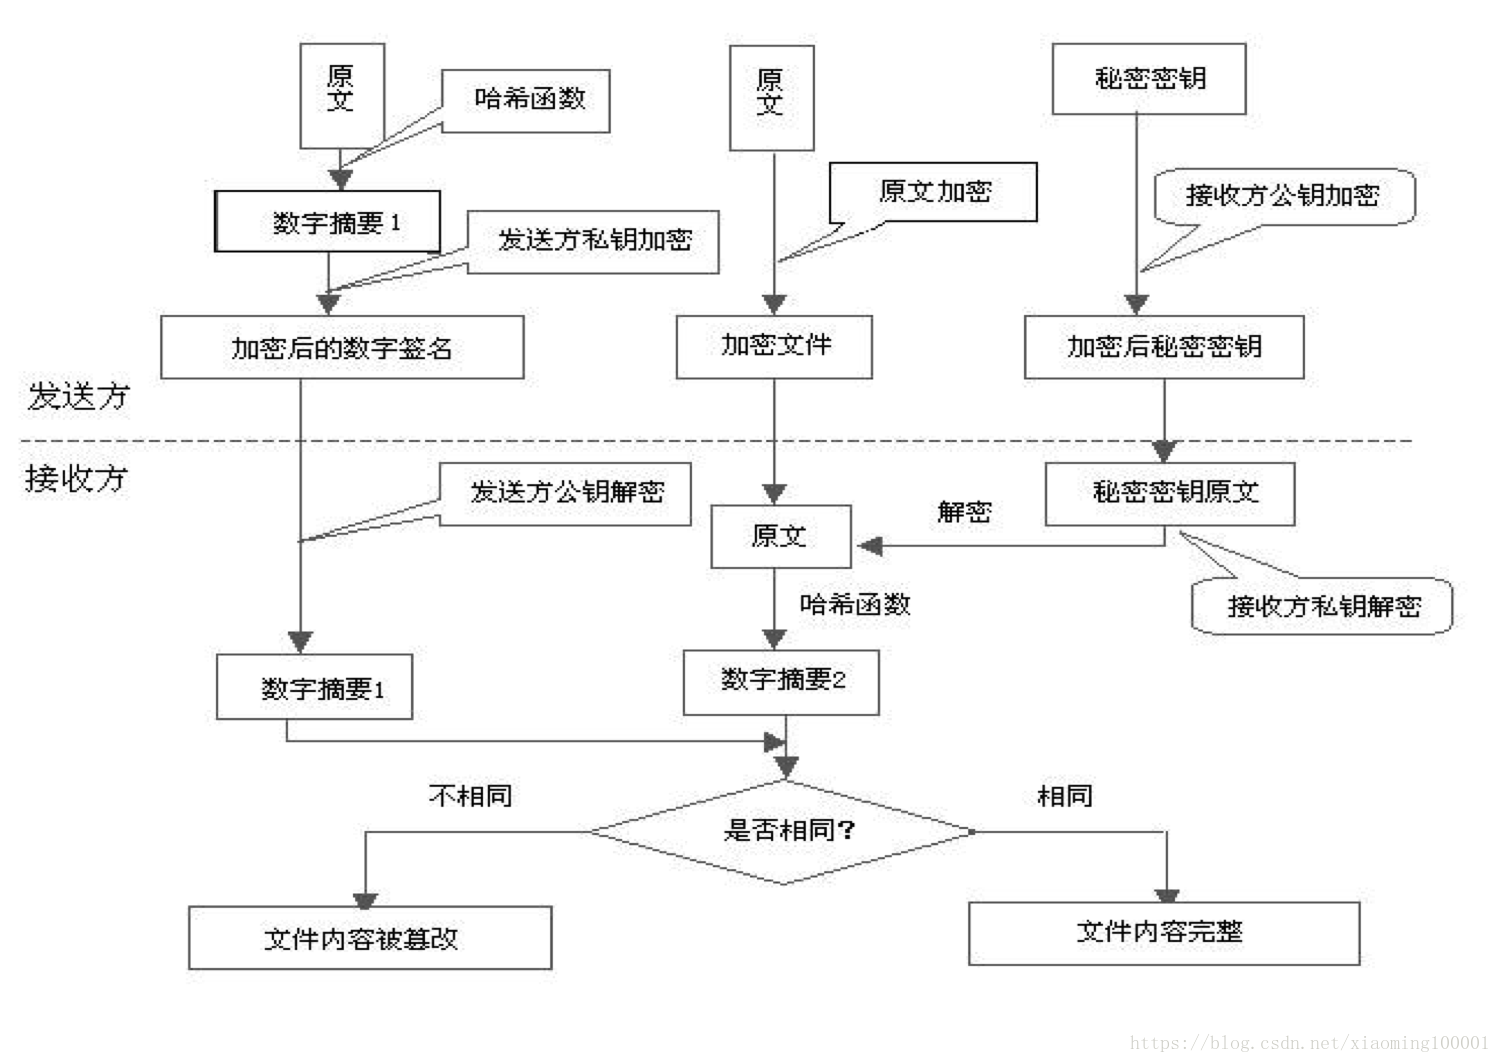 原
文
哈希函数
原
文
秘密密钥
数字摘要1
发送方私钥加密
原文加密
接收方公钥加密
加密后的数字签名
加密文件
加密后秘密密钥
发送方
接收方
发送方公钥解密
原文
解密
秘密密钥原文
哈希函数
接收方私钥解密
数字摘要1
数字摘要2
不相同
是否相同?
相同
文件内容被篡改
文件内容完整
https://blog.csdn.net/xiaoming100001